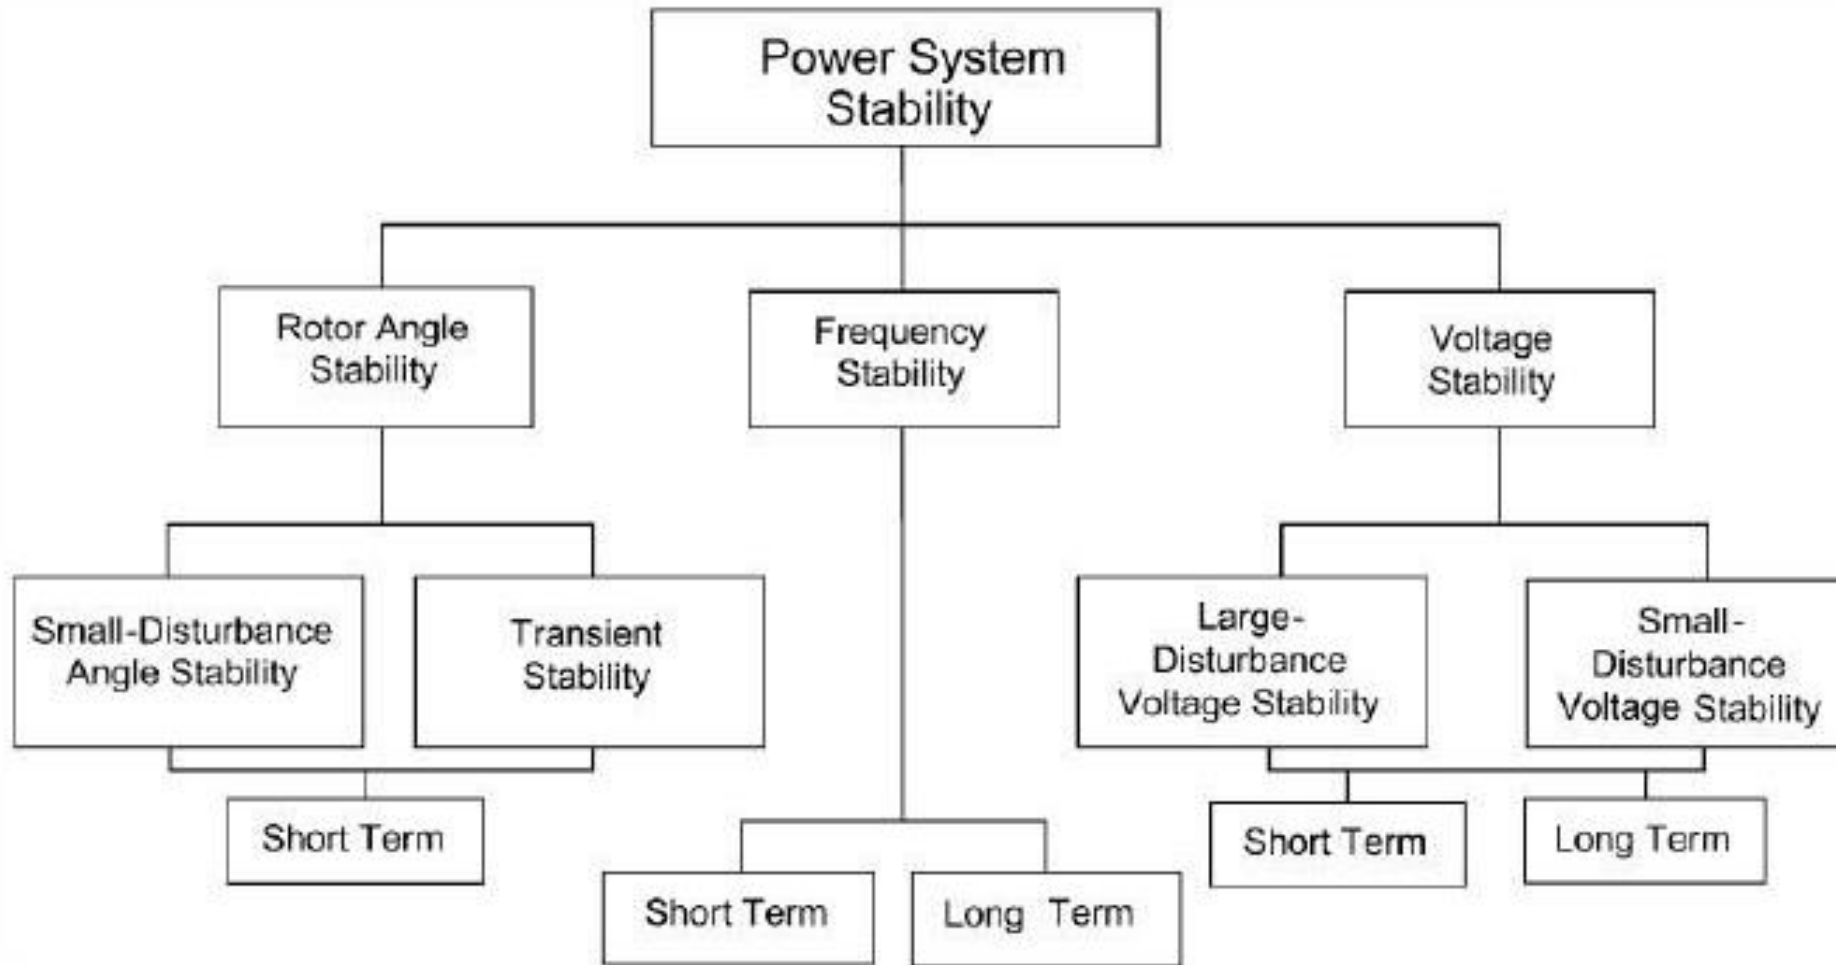 Power System
Stability
Rotor Angle
Stability
Frequency
Stability
Voltage
Stability
Small-Disturbance
Angle Stability
Transient
Stability
Large-
Disturbance
Voltage Stability
Small-
Disturbance
Voltage Stability
Short Term
Short Term
Long Term
Short Term
Long Term